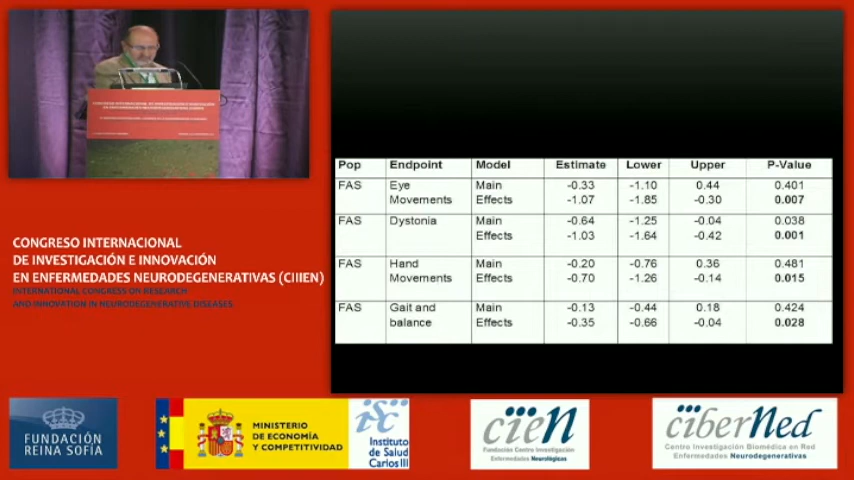 Pop Endpoint Model Estimate Lower Upper P-Value
FAS Eye Main -0.33 -1.10 0.44 0.401
Movements Effects -1.07 -1.85 -0.30 0.007
FAS Dystonia Main -0.64 -1.25 -0.04 0.038
Effects -1.03 -1.64 -0.42 0.001
FAS Hand Main -0.20 -0.76 0.36 0.481
Movements Effects -0.70 -1.26 -0.14 0.015
FAS Gait and Main -0.13 -0.44 0.18 0.424
balance Effects -0.35 -0.66 -0.04 0.028
CONGRESO INTERNACIONAL
DE INVESTIGACIÓN E INNOVACIÓN
EN ENFERMEDADES NEURODEGENERATIVAS (CIIIEN)
INTERNATIONAL CONGRESS ON RESEARCH
AND INNOVATION IN NEURODEGENERATIVE DISEASES
FUNDACIÓN
REINA SOFÍA
MINISTERIO
DE ECONOMÍA
Y COMPETITIVIDAD
isc
Instituto
de Salud
Carlos III
cien
Fundación Centro Investigación
Enfermedades Neurológicas
ciberNed
Centro Investigación Biomédica en Red
Enfermedades Neurodegenerativas